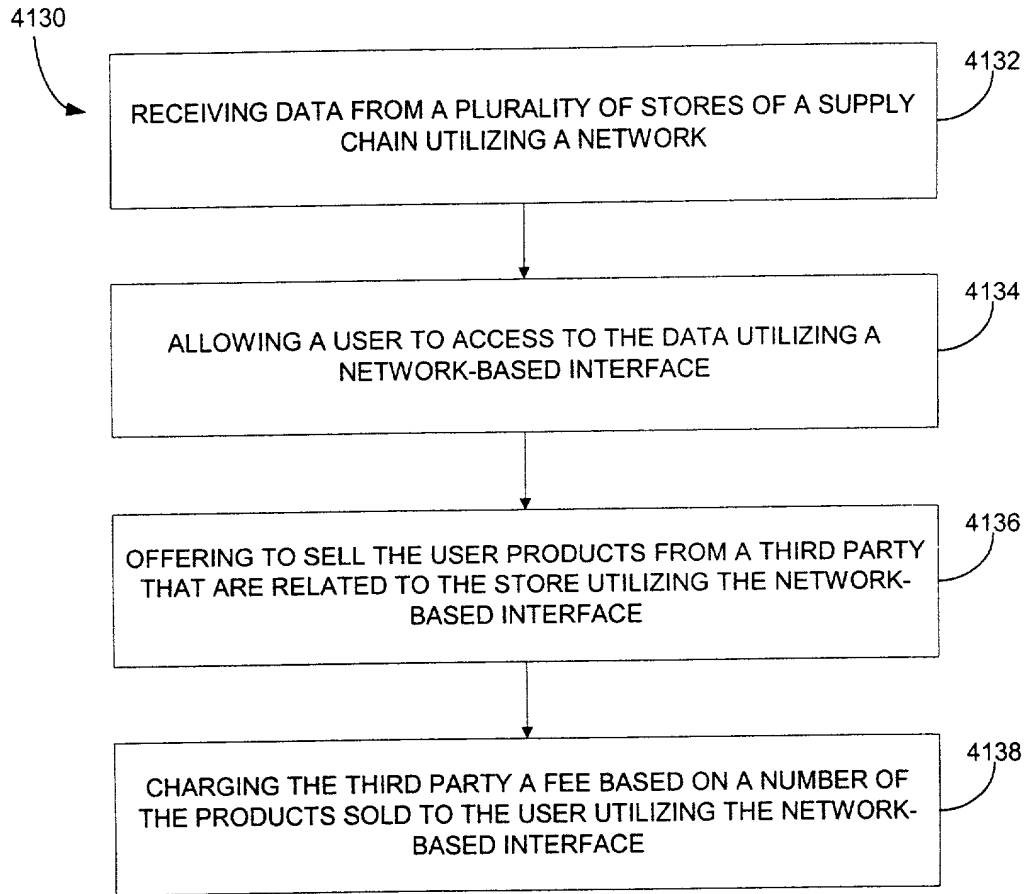 4130
4132
RECEIVING DATA FROM A PLURALITY OF STORES OF A SUPPLY
CHAIN UTILIZING A NETWORK
4134
ALLOWING A USER TO ACCESS TO THE DATA UTILIZING A
NETWORK-BASED INTERFACE
4136
OFFERING TO SELL THE USER PRODUCTS FROM A THIRD PARTY
THAT ARE RELATED TO THE STORE UTILIZING THE NETWORK-
BASED INTERFACE
4138
CHARGING THE THIRD PARTY A FEE BASED ON A NUMBER OF
THE PRODUCTS SOLD TO THE USER UTILIZING THE NETWORK-
BASED INTERFACE